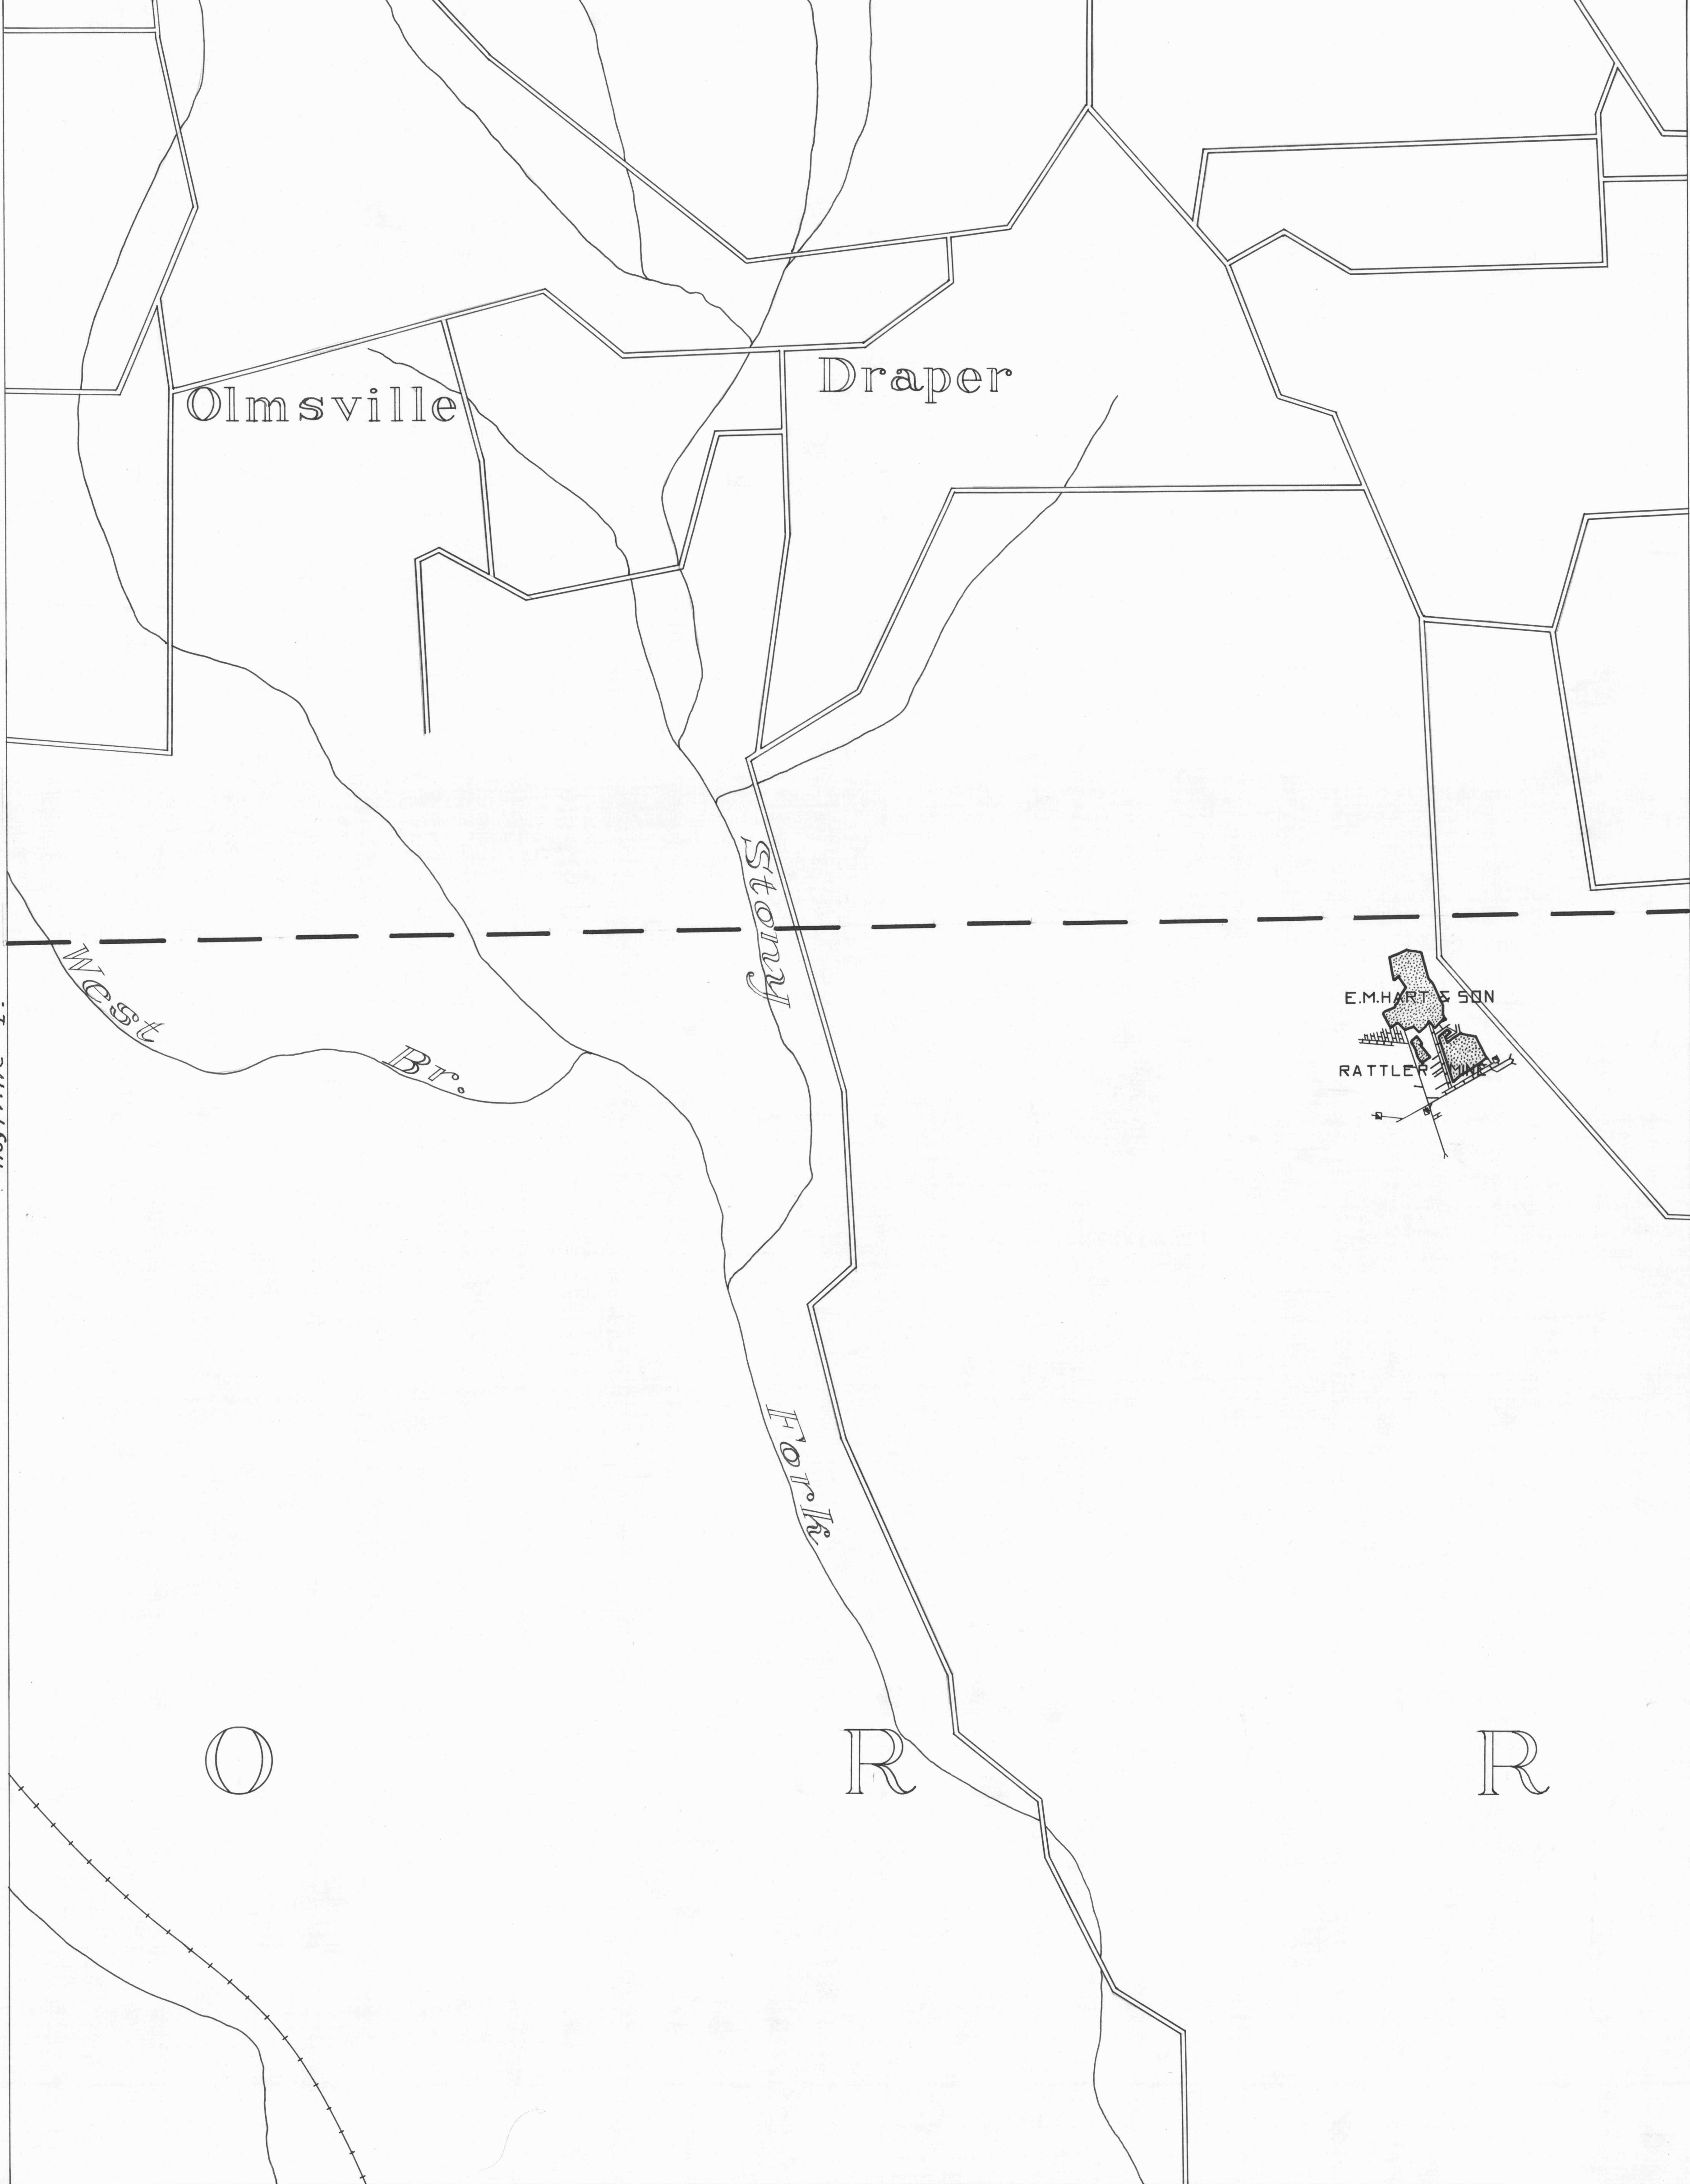 Draper
Olmsville
Stony
West
Br.
E.M.HART & SON
RATTLER MINE
Fork
O R R